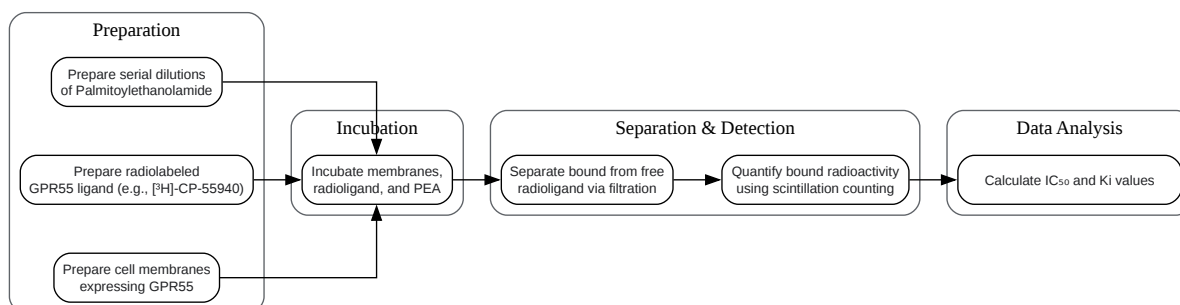 Preparation
Prepare serial dilutions
of Palmitoylethanolamide
Prepare radiolabeled
GPR55 ligand (e.g., [³H]-CP-55940)
Prepare cell membranes
expressing GPR55
Incubation
Incubate membranes,
radioligand, and PEA
Separation & Detection
Separate bound from free
radioligand via filtration
Quantify bound radioactivity
using scintillation counting
Data Analysis
Calculate IC₅₀ and Ki values